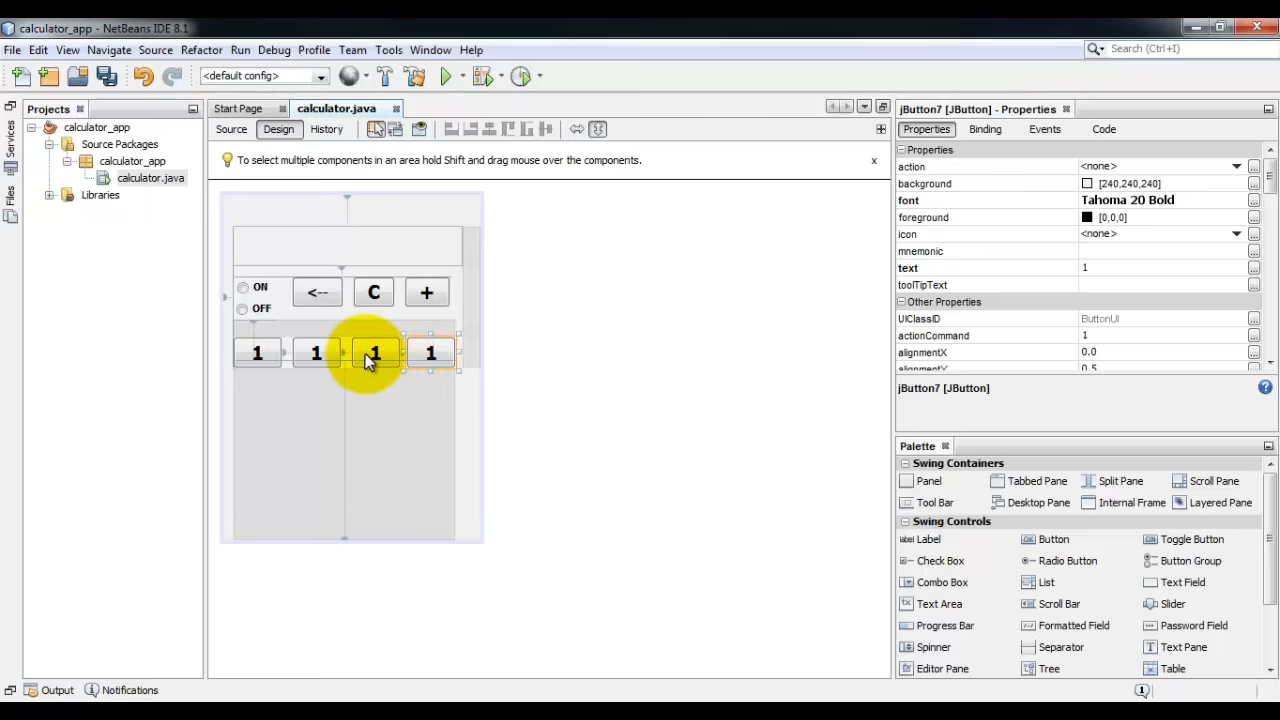 calculator_app - NetBeans IDE 8.1
File Edit View Navigate Source Refactor Run Debug Profile Team Tools Window Help
Search (Ctrl+I)
<default config>
Projects
Services
Files
calculator_app
Source Packages
calculator_app
calculator.java
Libraries
Start Page
calculator.java
Source Design History
To select multiple components in an area hold Shift and drag mouse over the components.
x
ON
OFF
<-- C +
1 1 1 1
jButton7 [JButton] - Properties
Properties Binding Events Code
Properties
action <none> ...
background [240,240,240] ...
font Tahoma 20 Bold ...
foreground [0,0,0] ...
icon <none> ...
mnemonic ...
text 1 ...
toolTipText ...
Other Properties
UIClassID ButtonUI ...
actionCommand 1 ...
alignmentX 0.0 ...
alignmentY 0.5 ...
jButton7 [JButton]
Palette
Swing Containers
Panel Tabbed Pane Split Pane Scroll Pane
Tool Bar Desktop Pane Internal Frame Layered Pane
Swing Controls
Label Button Toggle Button
Check Box Radio Button Button Group
Combo Box List Text Field
Text Area Scroll Bar Slider
Progress Bar Formatted Field Password Field
Spinner Separator Text Pane
Editor Pane Tree Table
Output Notifications
1